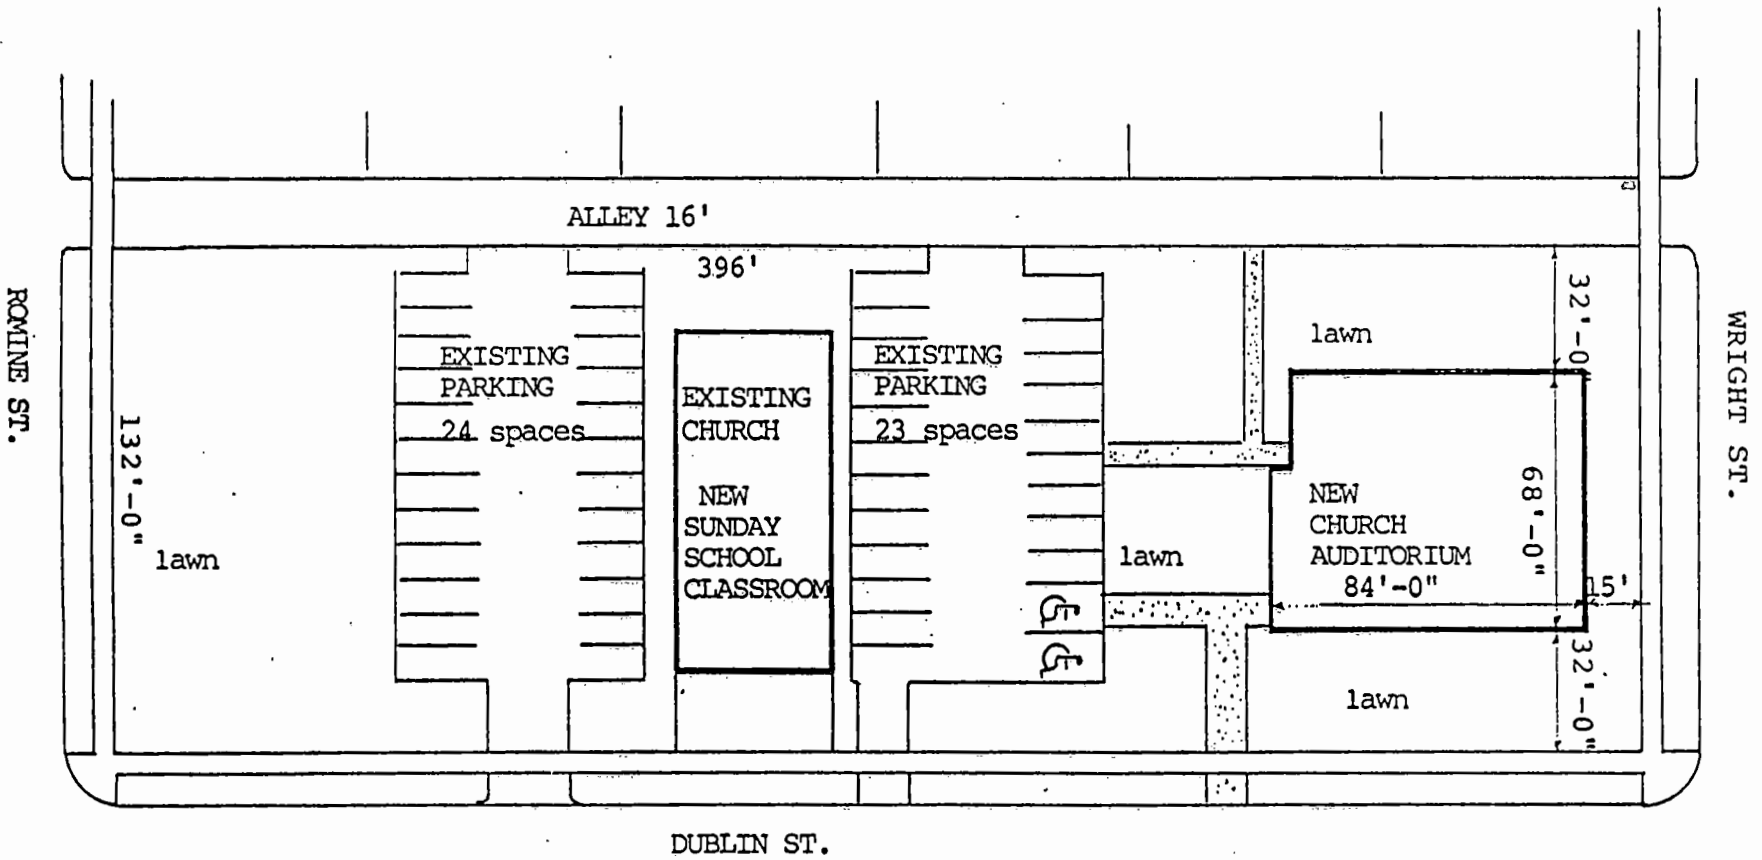 ALLEY 16'
396'
ROMINE ST.
132'-0"
lawn
EXISTING
PARKING
24 spaces
EXISTING
CHURCH
NEW
SUNDAY
SCHOOL
CLASSROOM
EXISTING
PARKING
23 spaces
lawn
lawn
32'-0"
NEW
CHURCH
AUDITORIUM
84'-0"
68'-0"
15'
32'-0"
lawn
WRIGHT ST.
DUBLIN ST.